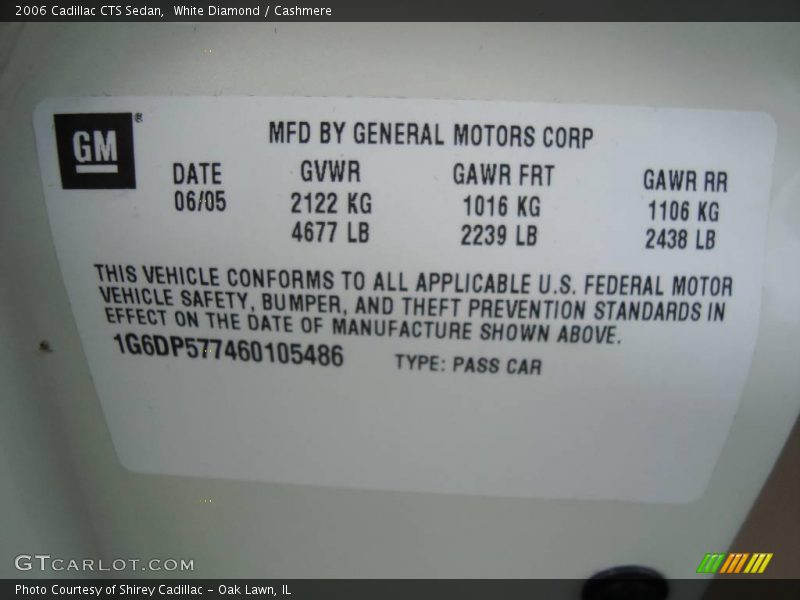 2006 Cadillac CTS Sedan, White Diamond / Cashmere
GM®
MFD BY GENERAL MOTORS CORP
DATE GVWR GAWR FRT GAWR RR
06/05 2122 KG 1016 KG 1106 KG
4677 LB 2239 LB 2438 LB
THIS VEHICLE CONFORMS TO ALL APPLICABLE U.S. FEDERAL MOTOR
VEHICLE SAFETY, BUMPER, AND THEFT PREVENTION STANDARDS IN
EFFECT ON THE DATE OF MANUFACTURE SHOWN ABOVE.
1G6DP577460105486 TYPE: PASS CAR
GTCARLOT.COM
Photo Courtesy of Shirey Cadillac - Oak Lawn, IL